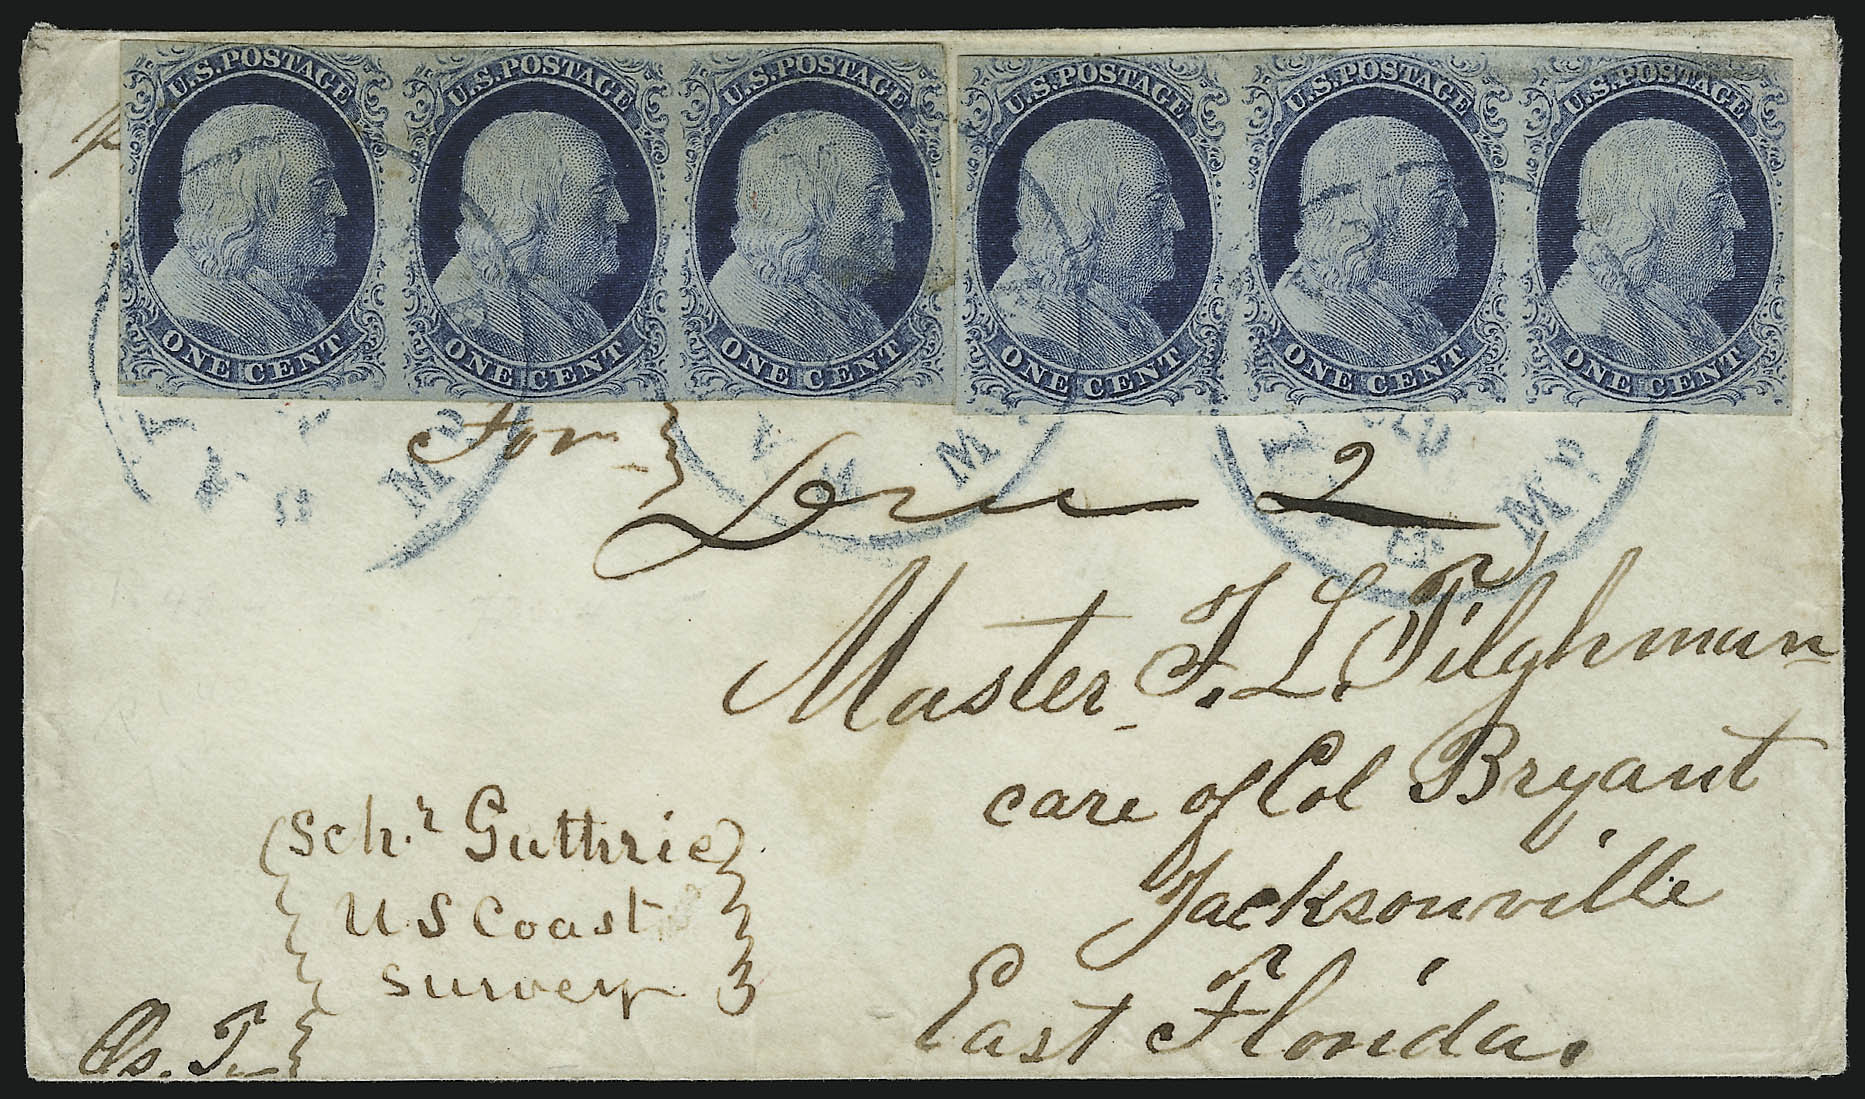 U.S.POSTAGE U.S.POSTAGE U.S.POSTAGE U.S.POSTAGE U.S.POSTAGE U.S.POSTAGE
ONE CENT ONE CENT ONE CENT ONE CENT ONE CENT ONE CENT
For
Due 2
Master F. L. Tilghman
care of Col Bryant
Jacksonville
East Florida.
Schr Guthrie
U S Coast
Survey